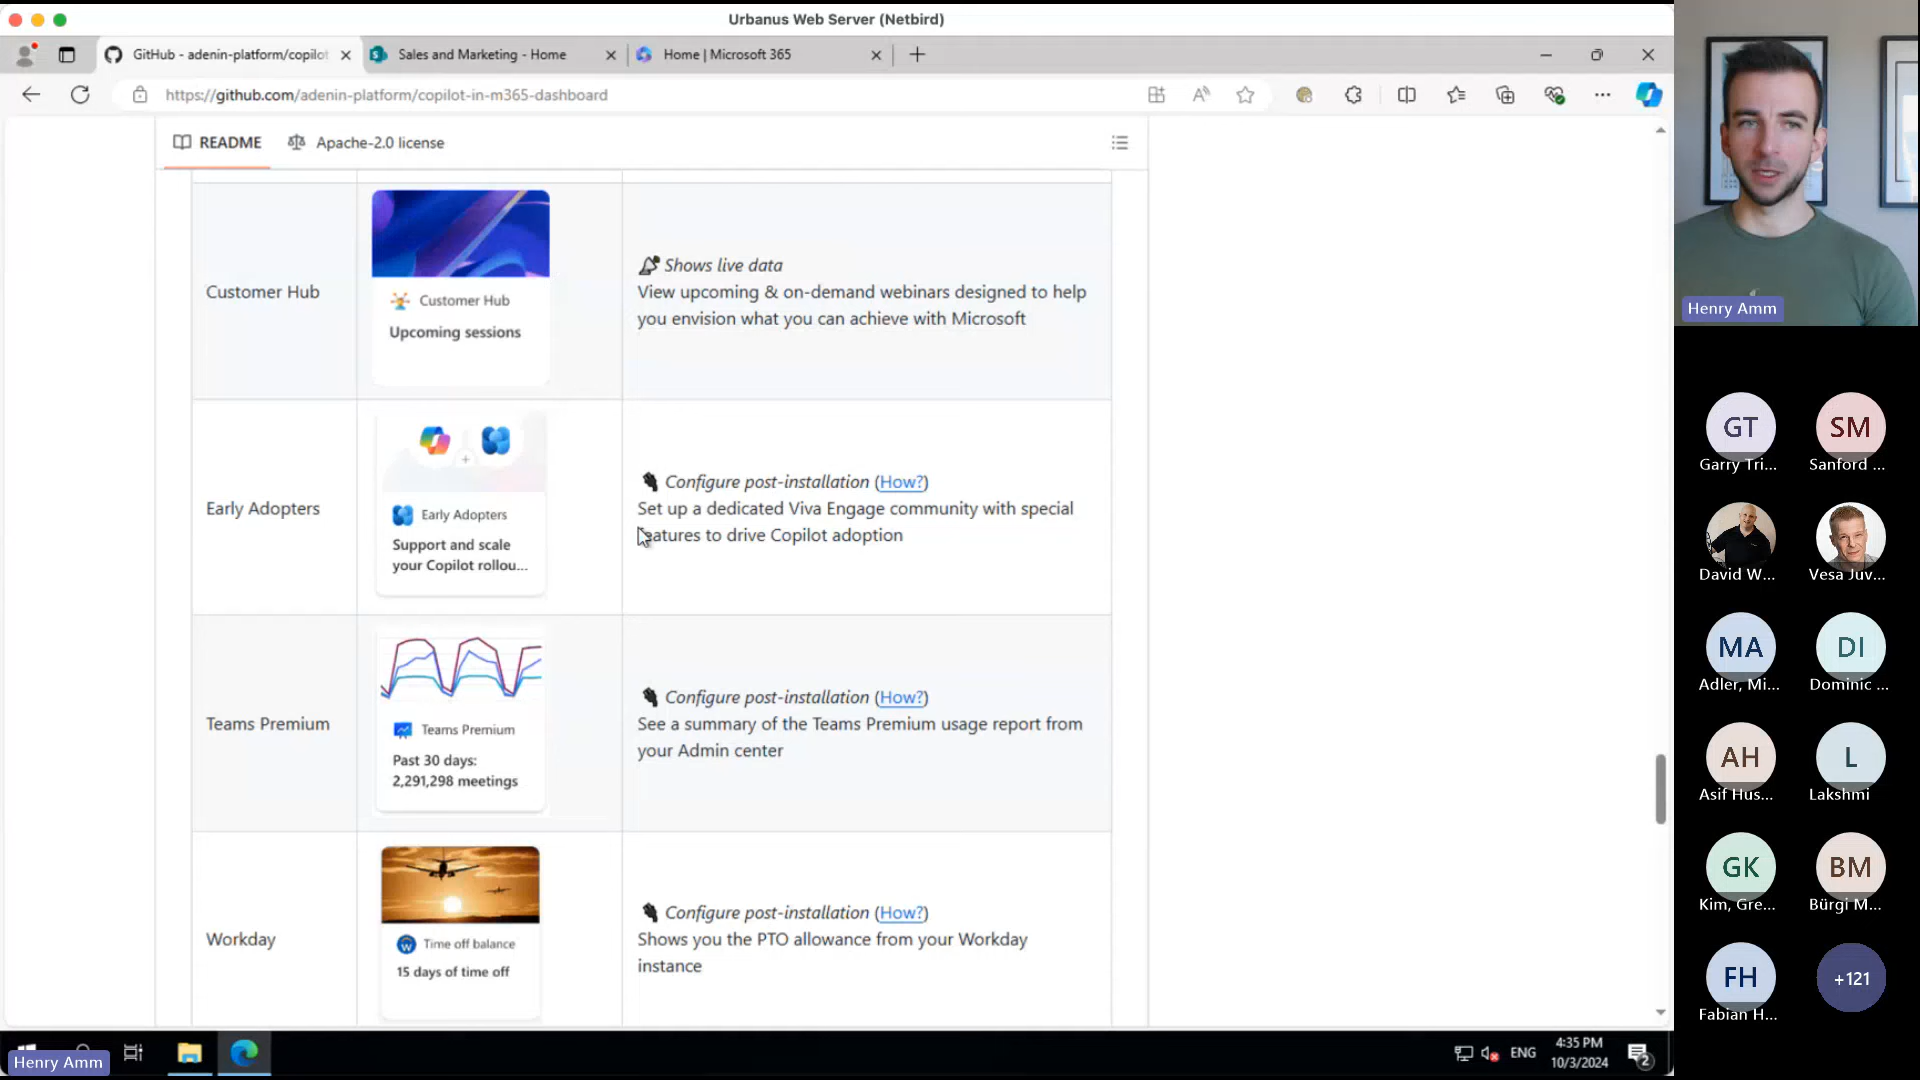 Urbanus Web Server (Netbird)
GitHub - adenin-platform/copilot
Sales and Marketing - Home
Home | Microsoft 365
https://github.com/adenin-platform/copilot-in-m365-dashboard
README
Apache-2.0 license
Customer Hub
Customer Hub
Upcoming sessions
Shows live data
View upcoming & on-demand webinars designed to help
you envision what you can achieve with Microsoft
Early Adopters
Early Adopters
Support and scale
your Copilot rollou...
Configure post-installation (How?)
Set up a dedicated Viva Engage community with special
features to drive Copilot adoption
Teams Premium
Teams Premium
Past 30 days:
2,291,298 meetings
Configure post-installation (How?)
See a summary of the Teams Premium usage report from
your Admin center
Workday
Time off balance
15 days of time off
Configure post-installation (How?)
Shows you the PTO allowance from your Workday
instance
Henry Amm
GT
Garry Tri...
SM
Sanford ...
David W...
Vesa Juv...
MA
Adler, Mi...
DI
Dominic ...
AH
Asif Hus...
L
Lakshmi
GK
Kim, Gre...
BM
Bürgi M...
FH
Fabian H...
+121
Henry Amm
ENG
4:35 PM
10/3/2024
2